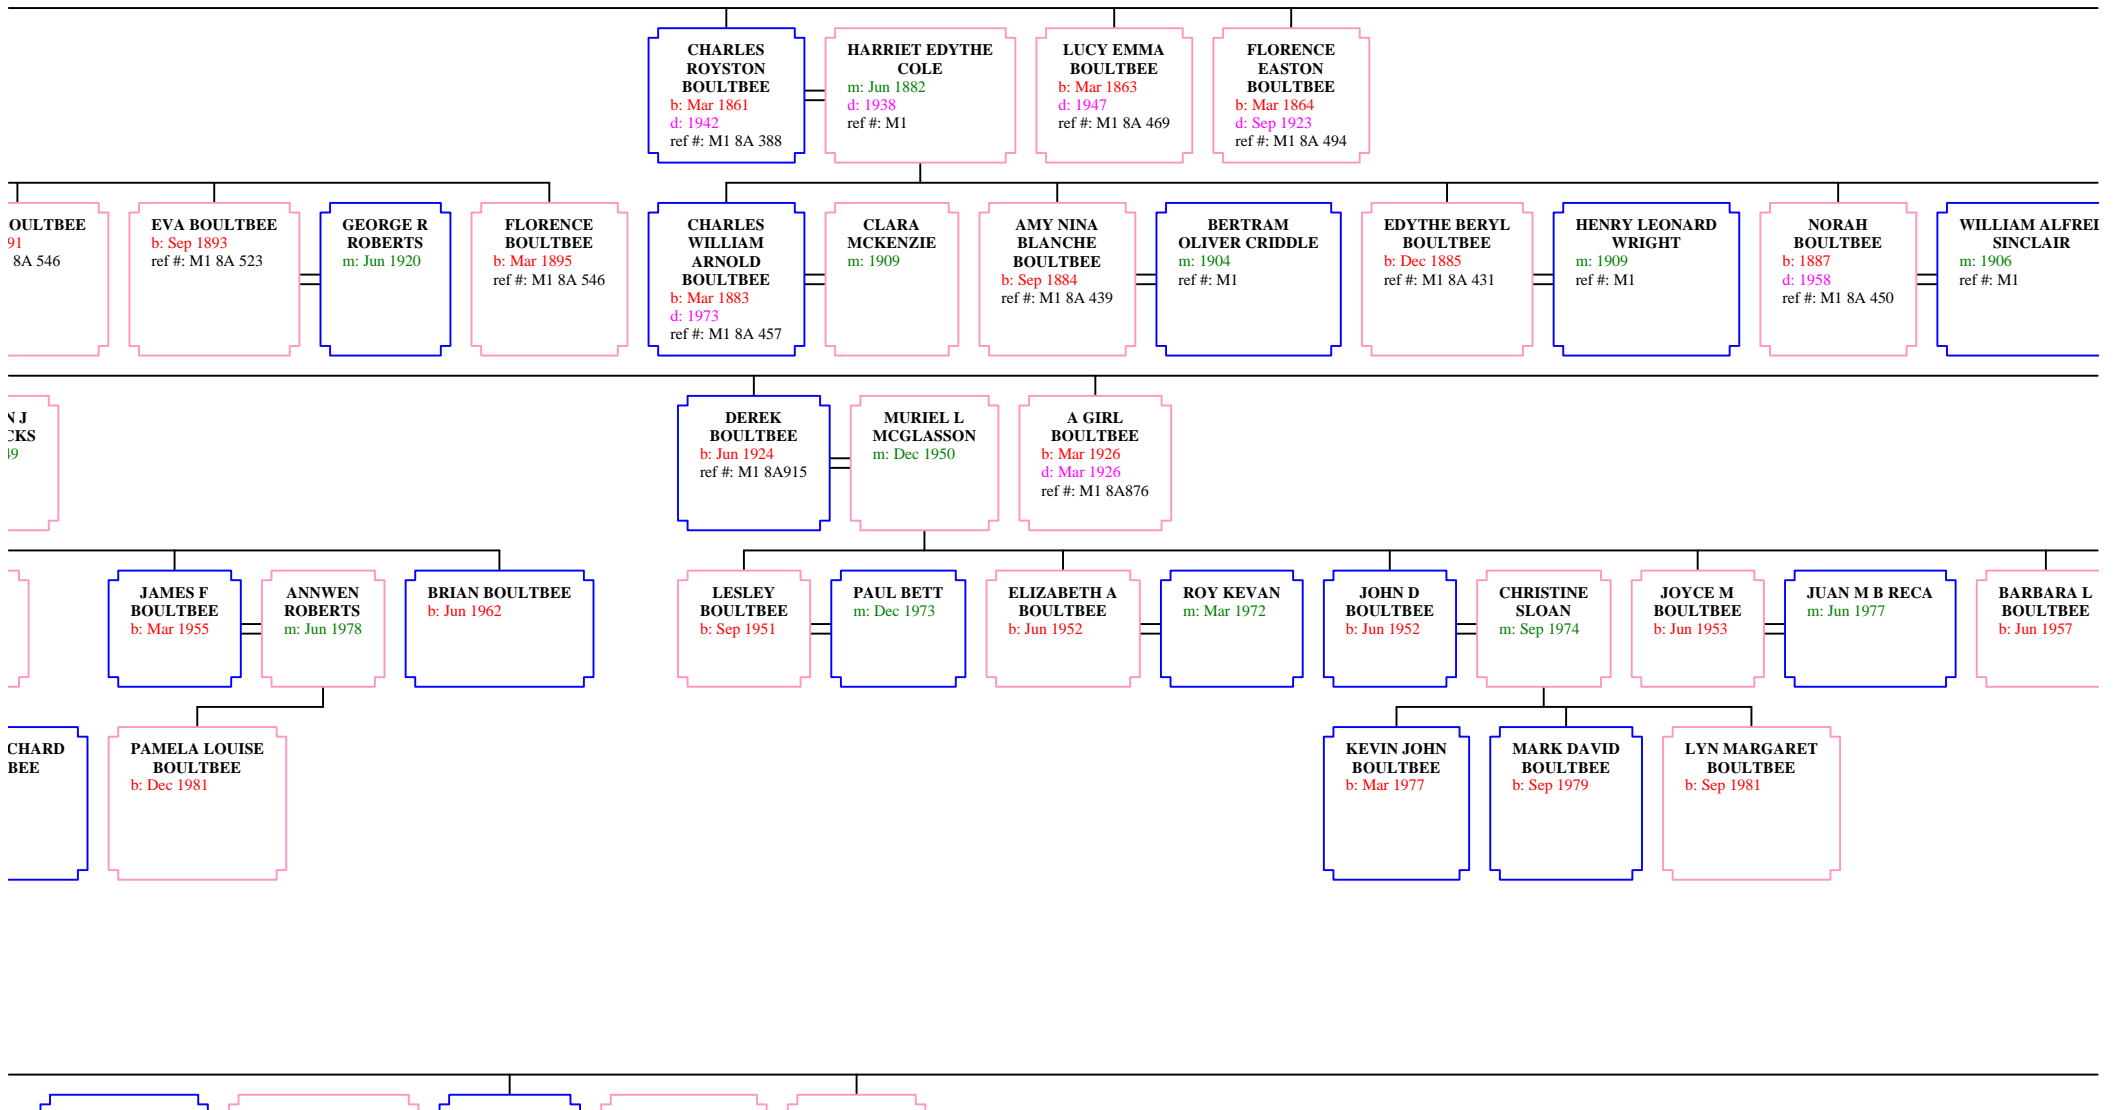 CHARLES
ROYSTON
BOULTBEE
b: Mar 1861
d: 1942
ref #: M1 8A 388
HARRIET EDYTHE
COLE
m: Jun 1882
d: 1938
ref #: M1
LUCY EMMA
BOULTBEE
b: Mar 1863
d: 1947
ref #: M1 8A 469
FLORENCE
EASTON
BOULTBEE
b: Mar 1864
d: Sep 1923
ref #: M1 8A 494
OULTBEE
91
8A 546
EVA BOULTBEE
b: Sep 1893
ref #: M1 8A 523
GEORGE R
ROBERTS
m: Jun 1920
FLORENCE
BOULTBEE
b: Mar 1895
ref #: M1 8A 546
CHARLES
WILLIAM
ARNOLD
BOULTBEE
b: Mar 1883
d: 1973
ref #: M1 8A 457
CLARA
MCKENZIE
m: 1909
AMY NINA
BLANCHE
BOULTBEE
b: Sep 1884
ref #: M1 8A 439
BERTRAM
OLIVER CRIDDLE
m: 1904
ref #: M1
EDYTHE BERYL
BOULTBEE
b: Dec 1885
ref #: M1 8A 431
HENRY LEONARD
WRIGHT
m: 1909
ref #: M1
NORAH
BOULTBEE
b: 1887
d: 1958
ref #: M1 8A 450
WILLIAM ALFRE
SINCLAIR
m: 1906
ref #: M1
N J
CKS
49
DEREK
BOULTBEE
b: Jun 1924
ref #: M1 8A915
MURIEL L
MCGLASSON
m: Dec 1950
A GIRL
BOULTBEE
b: Mar 1926
d: Mar 1926
ref #: M1 8A876
JAMES F
BOULTBEE
b: Mar 1955
ANNWEN
ROBERTS
m: Jun 1978
BRIAN BOULTBEE
b: Jun 1962
LESLEY
BOULTBEE
b: Sep 1951
PAUL BETT
m: Dec 1973
ELIZABETH A
BOULTBEE
b: Jun 1952
ROY KEVAN
m: Mar 1972
JOHN D
BOULTBEE
b: Jun 1952
CHRISTINE
SLOAN
m: Sep 1974
JOYCE M
BOULTBEE
b: Jun 1953
JUAN M B RECA
m: Jun 1977
BARBARA L
BOULTBEE
b: Jun 1957
CHARD
BEE
PAMELA LOUISE
BOULTBEE
b: Dec 1981
KEVIN JOHN
BOULTBEE
b: Mar 1977
MARK DAVID
BOULTBEE
b: Sep 1979
LYN MARGARET
BOULTBEE
b: Sep 1981